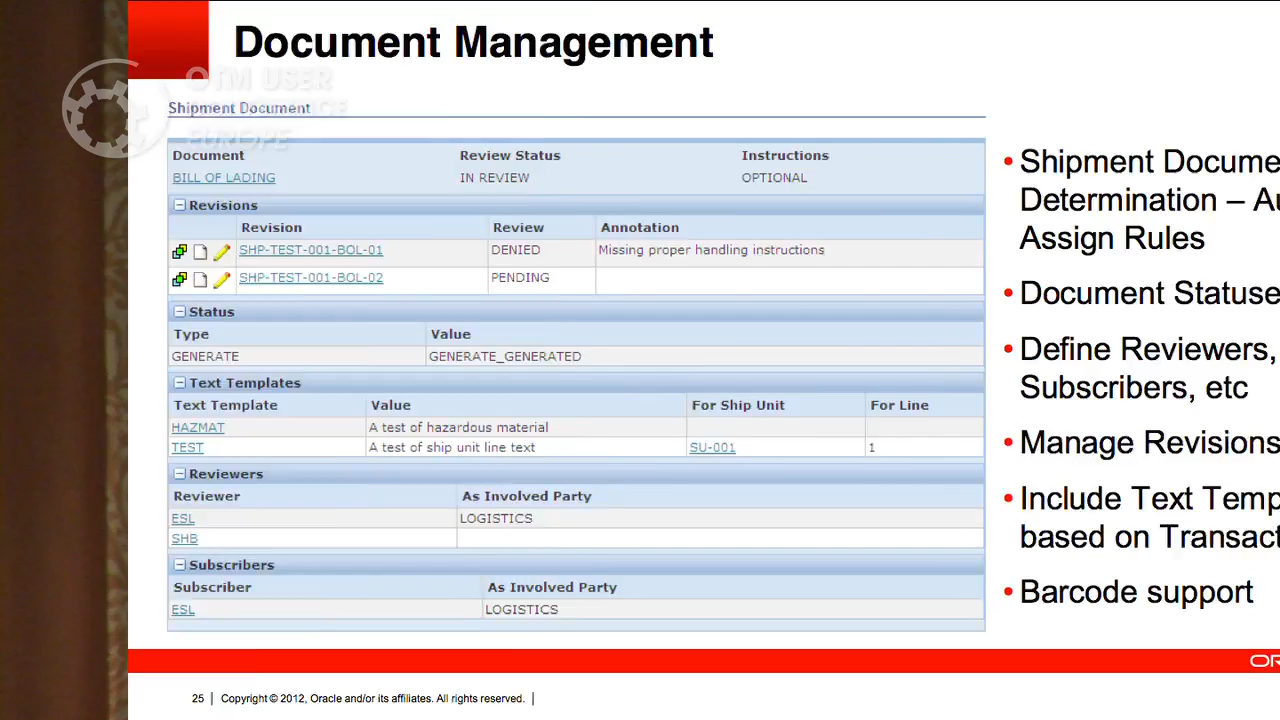 Document Management
OTM USER
CONFERENCE
EUROPE
Shipment Document
Document Review Status Instructions
BILL OF LADING IN REVIEW OPTIONAL
Revisions
Revision Review Annotation
SHP-TEST-001-BOL-01 DENIED Missing proper handling instructions
SHP-TEST-001-BOL-02 PENDING
Status
Type Value
GENERATE GENERATE_GENERATED
Text Templates
Text Template Value For Ship Unit For Line
HAZMAT A test of hazardous material
TEST A test of ship unit line text SU-001 1
Reviewers
Reviewer As Involved Party
ESL LOGISTICS
SHB
Subscribers
Subscriber As Involved Party
ESL LOGISTICS
• Shipment Docume
Determination – Au
Assign Rules
• Document Statuse
• Define Reviewers,
Subscribers, etc
• Manage Revisions
• Include Text Temp
based on Transact
• Barcode support
OR
25 | Copyright © 2012, Oracle and/or its affiliates. All rights reserved. |